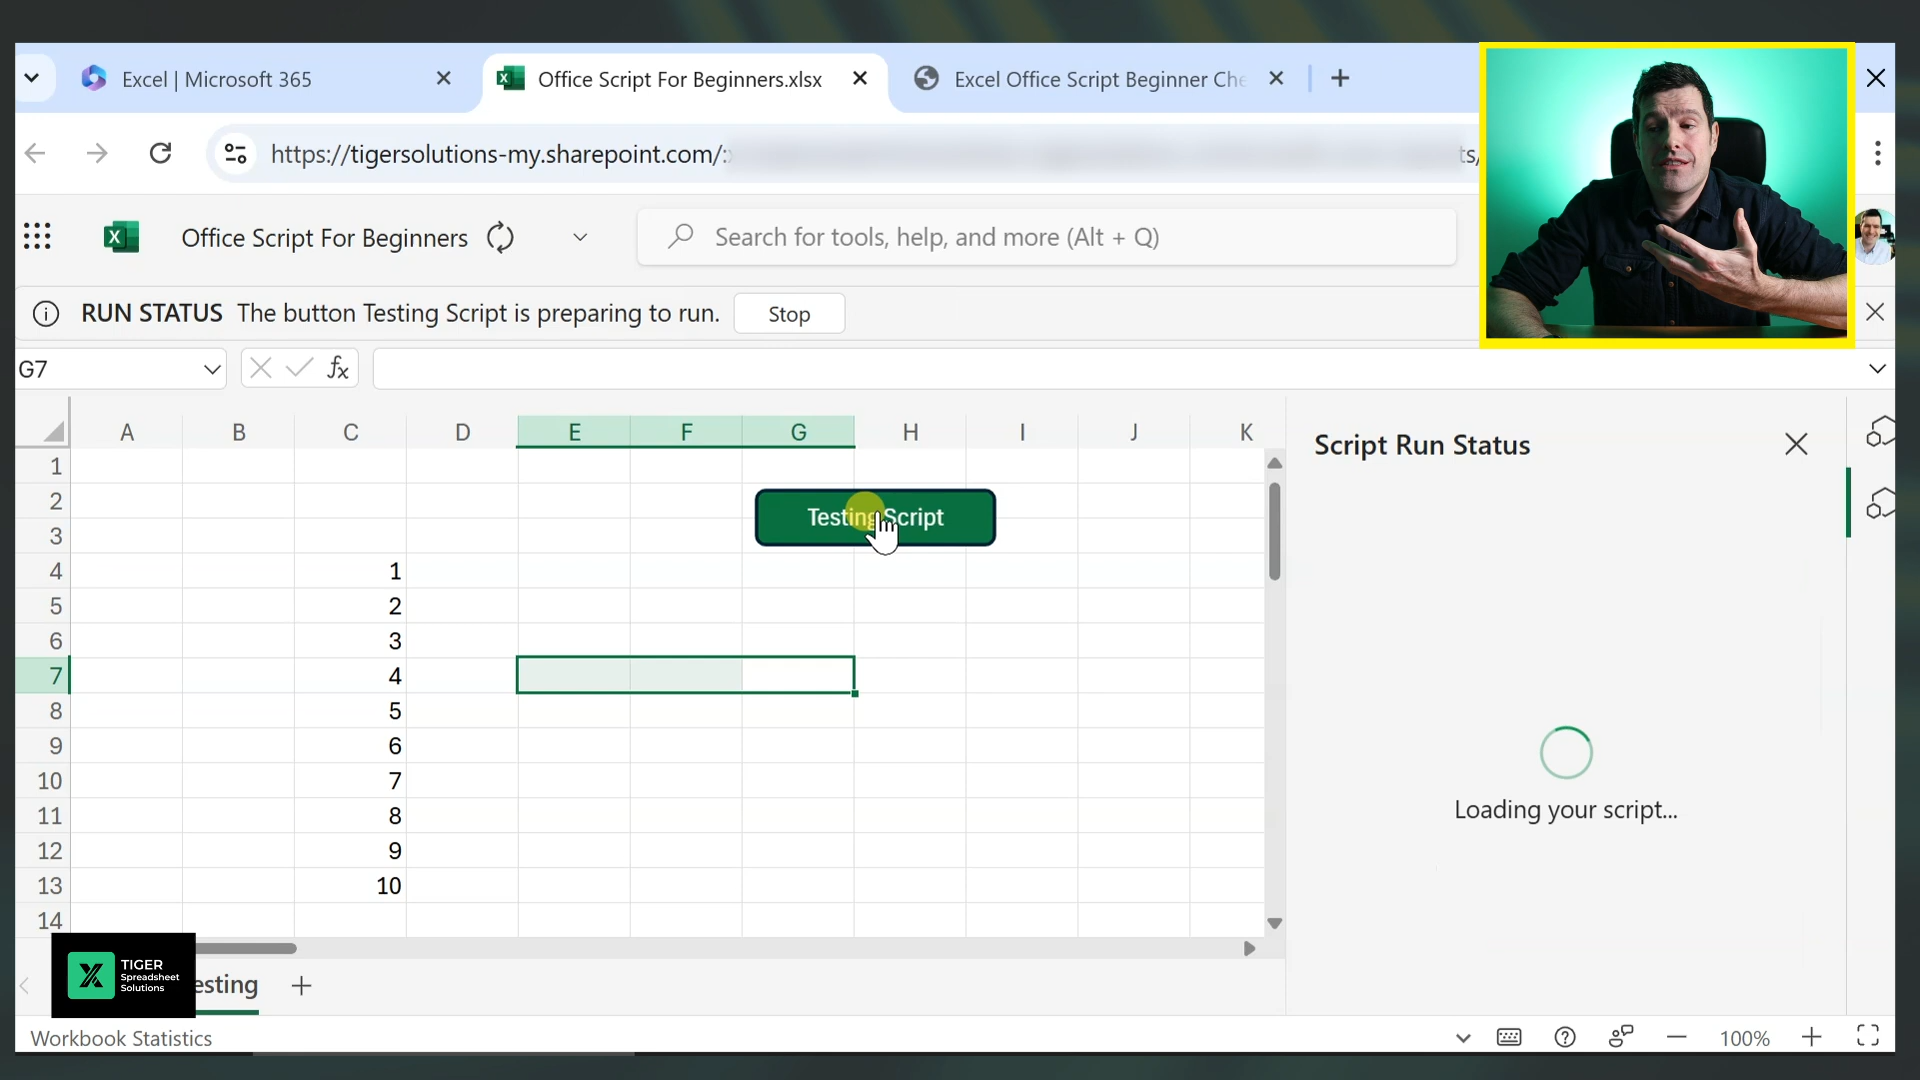 Excel | Microsoft 365
Office Script For Beginners.xlsx
Excel Office Script Beginner Che
https://tigersolutions-my.sharepoint.com/:
ts/
Office Script For Beginners
Search for tools, help, and more (Alt + Q)
RUN STATUS The button Testing Script is preparing to run.
Stop
G7
fx
A B C D E F G H I J K
Script Run Status
1
2
Testing Script
3
4 1
5 2
6 3
7 4
8 5
9 6
10 7
11 8
12 9
13 10
14
Loading your script...
TIGER
Spreadsheet
Solutions
esting
Workbook Statistics
100%